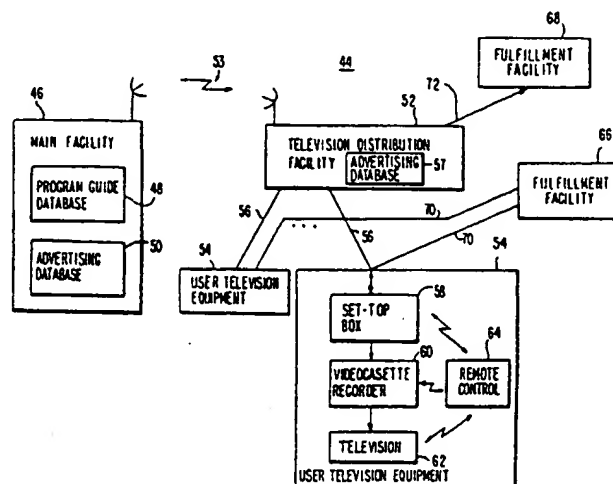 68
53
44
FULFILLMENT
FACILITY
46
72
52
MAIN FACILITY
TELEVISION DISTRIBUTION
FACILITY
ADVERTISING
DATABASE
57
66
PROGRAM GUIDE
DATABASE
48
FULFILLMENT
FACILITY
56
70
...
ADVERTISING
DATABASE
50
54
56
70
54
USER TELEVISION
EQUIPMENT
SET-TOP
BOX
58
60
64
VIDEOCASETTE
RECORDER
REMOTE
CONTROL
TELEVISION
62
USER TELEVISION EQUIPMENT